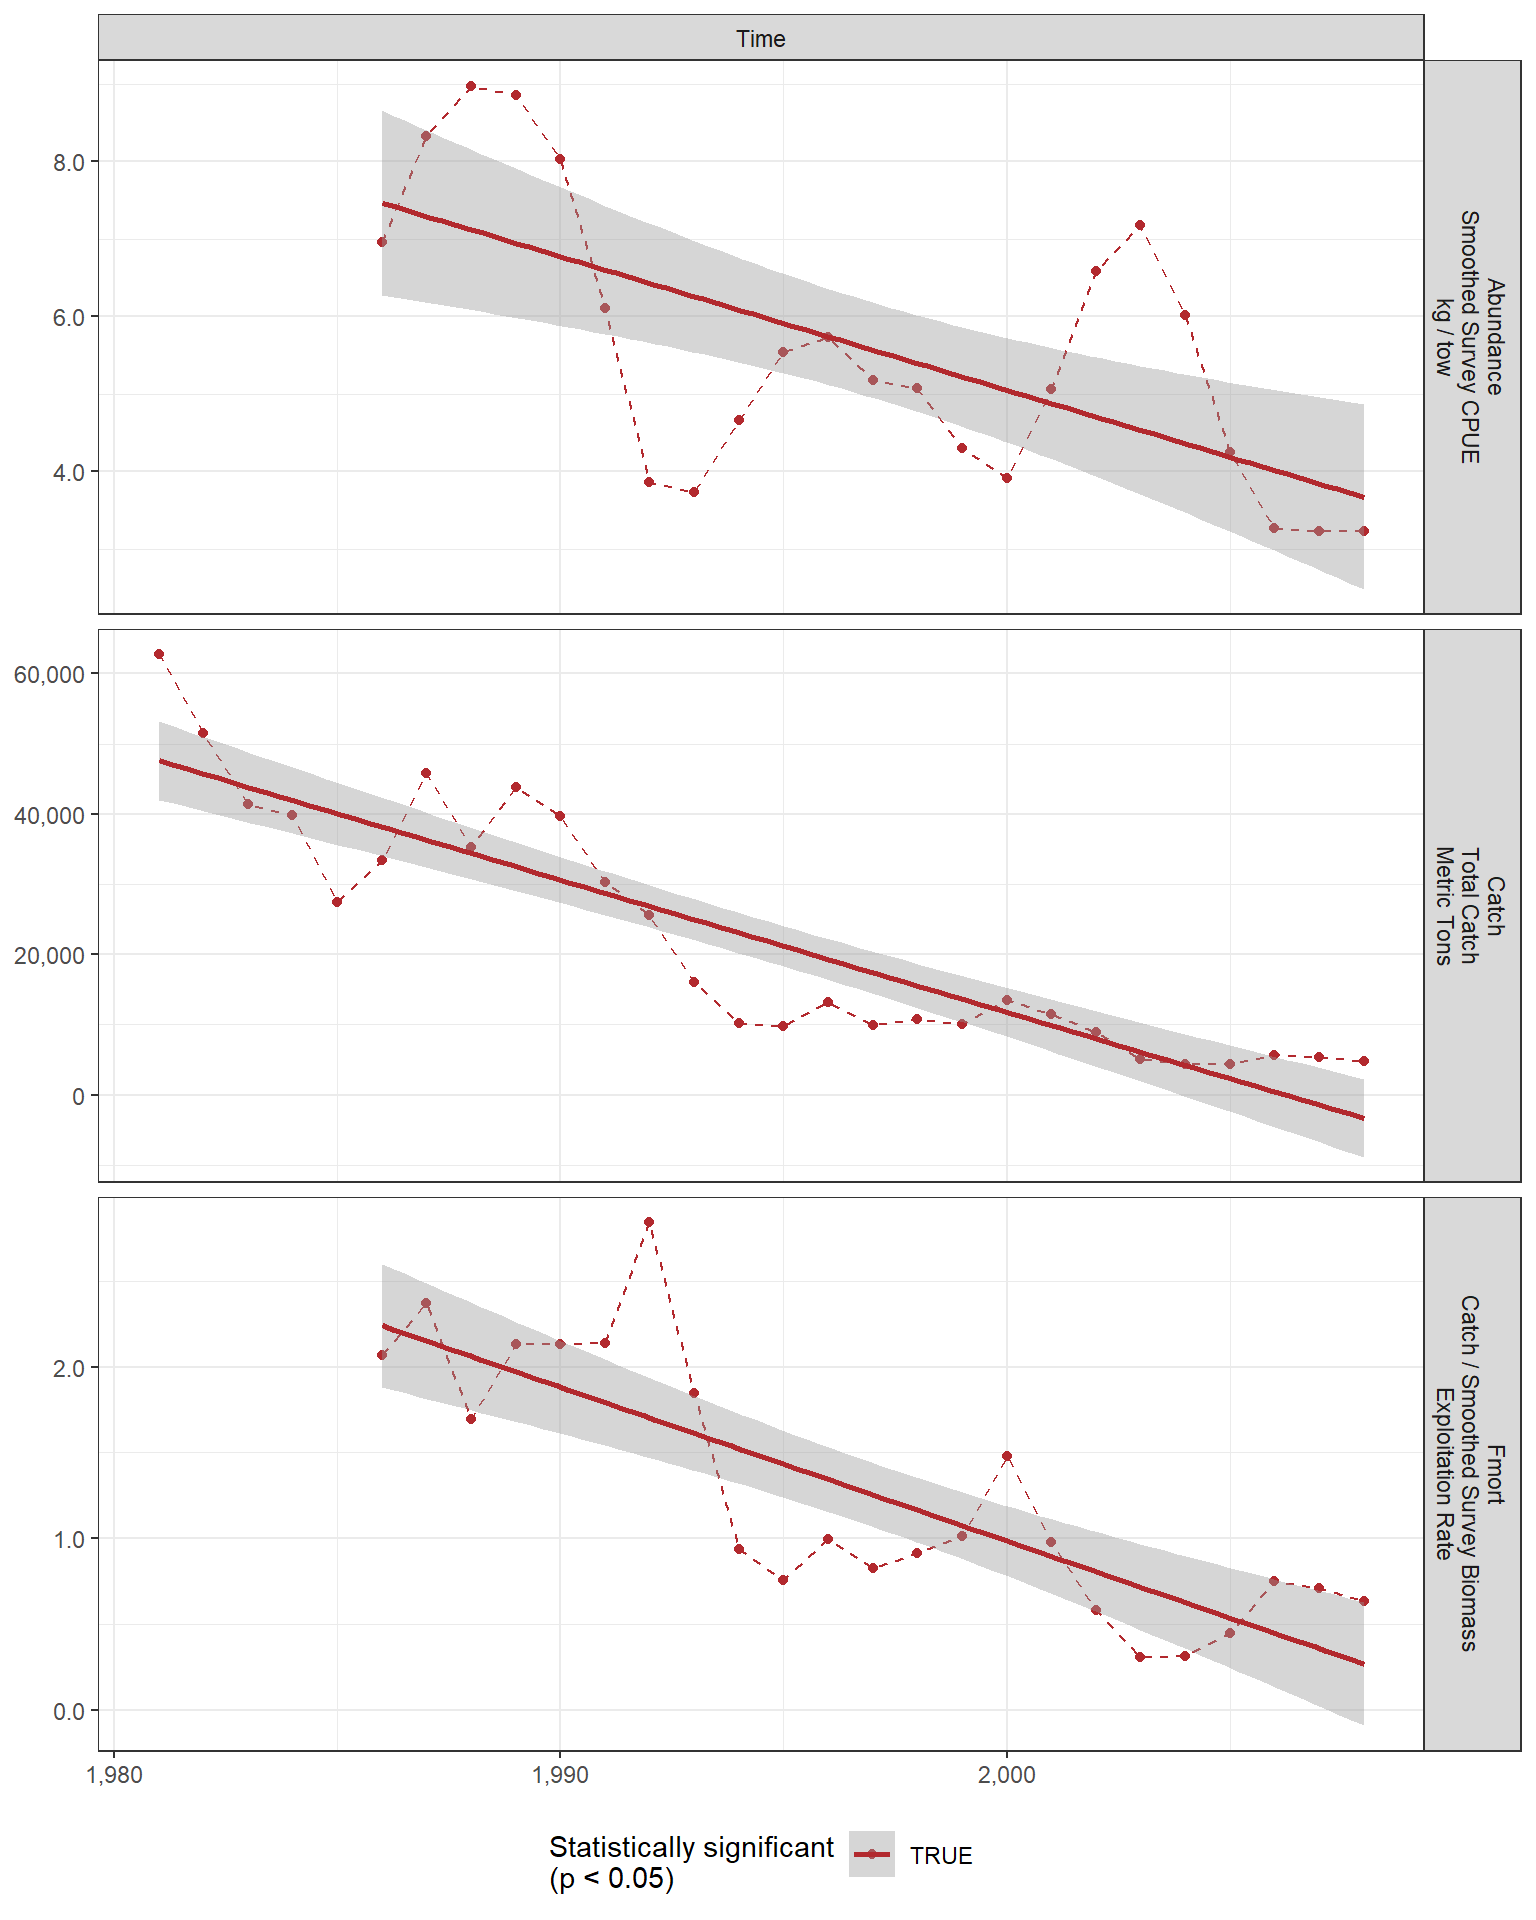 Time
8.0
6.0
4.0
Abundance
Smoothed Survey CPUE
kg / tow
60,000
40,000
20,000
0
Catch
Total Catch
Metric Tons
2.0
1.0
0.0
Fmort
Catch / Smoothed Survey Biomass
Exploitation Rate
1,980
1,990
2,000
Statistically significant
(p < 0.05)
TRUE